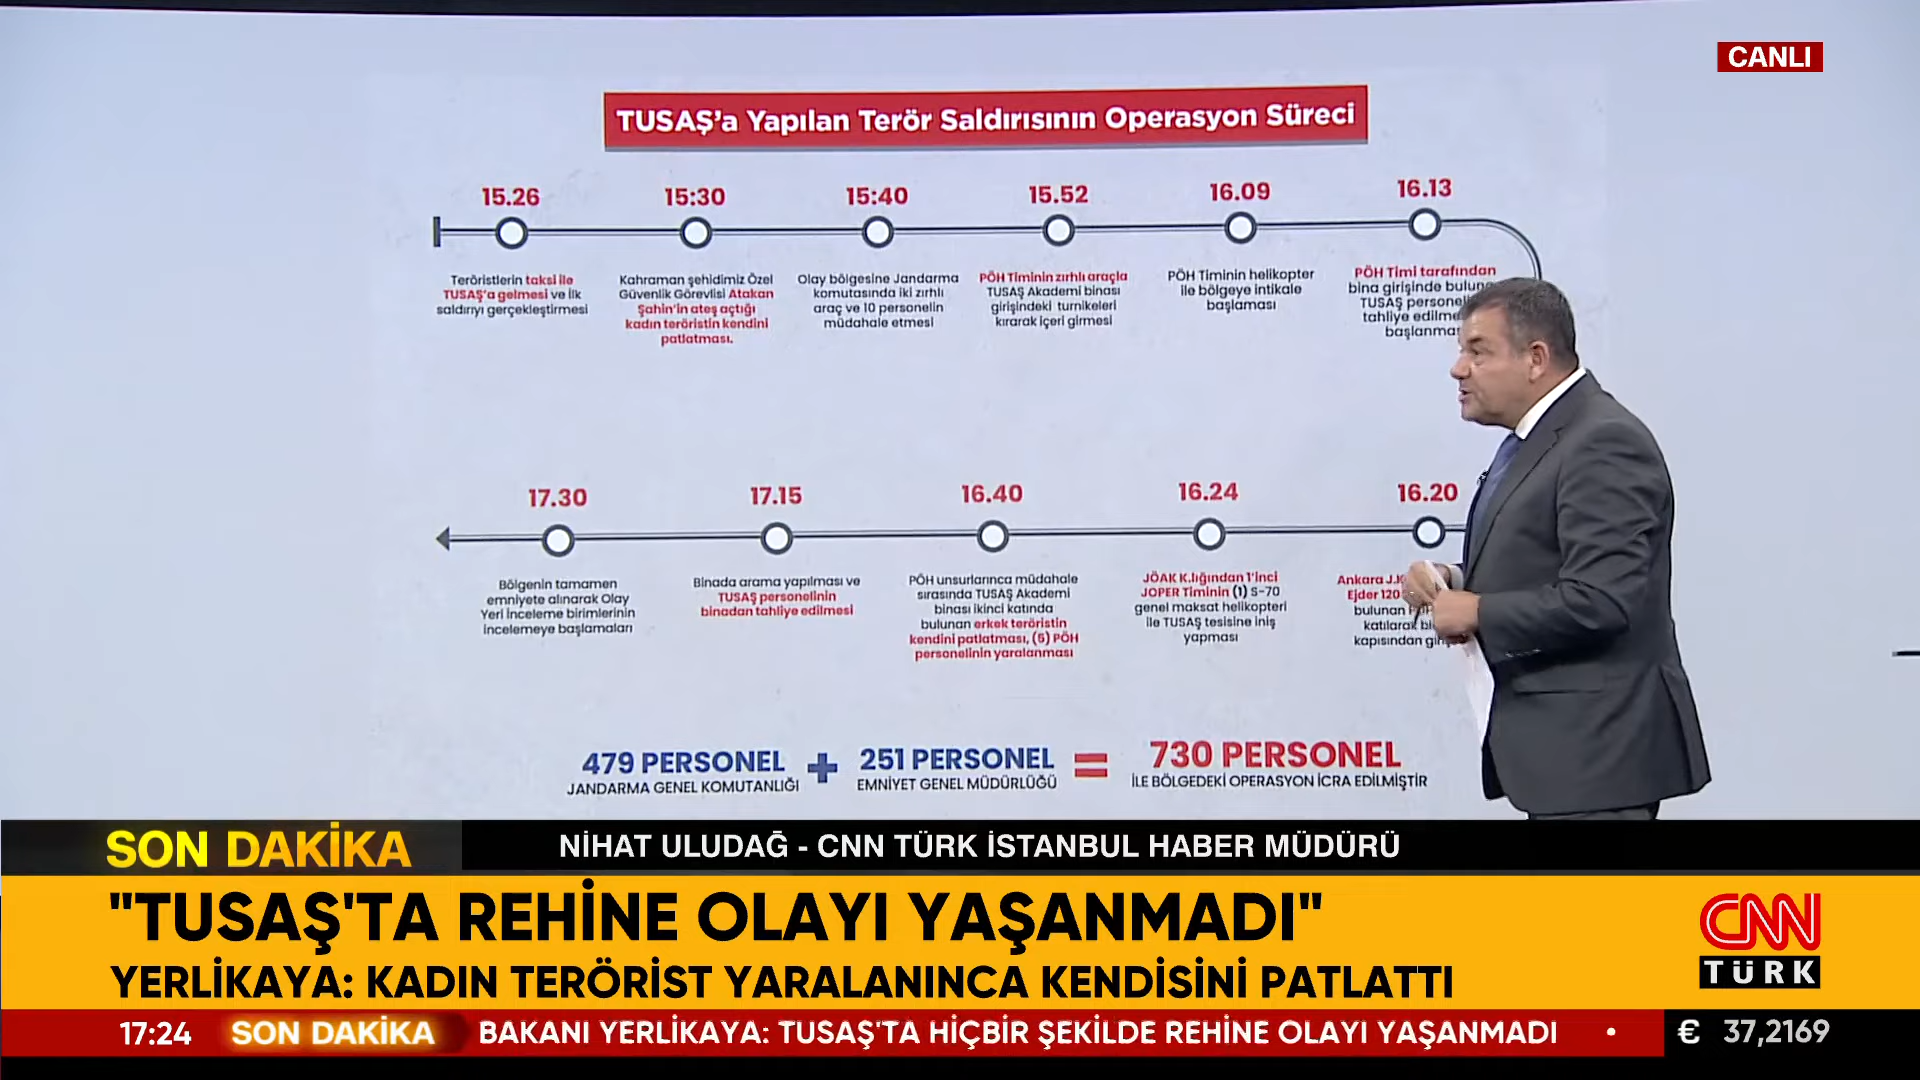 CANLI
TUSAŞ'a Yapılan Terör Saldırısının Operasyon Süreci
15.26
Teröristlerin taksi ile
TUSAŞ'a gelmesi ve ilk
saldırıyı gerçekleştirmesi
15:30
Kahraman şehidimiz Özel
Güvenlik Görevlisi Atakan
Şahin'in ateş açtığı
kadın teröristin kendini
patlatması.
15:40
Olay bölgesine Jandarma
komutasında iki zırhlı
araç ve 10 personelin
müdahale etmesi
15.52
PÖH Timinin zırhlı araçla
TUSAŞ Akademi binası
girişindeki turnikeleri
kırarak içeri girmesi
16.09
PÖH Timinin helikopter
ile bölgeye intikale
başlaması
16.13
PÖH Timi tarafından
bina girişinde
TUSAŞ
tahliye
17.30
Bölgenin tamamen
emniyete alınarak Olay
Yeri İnceleme birimlerinin
incelemeye başlamaları
17.15
Binada arama yapılması ve
TUSAŞ personelinin
binadan tahliye edilmesi
16.40
PÖH unsurlarınca müdahale
sırasında TUSAŞ Akademi
binası ikinci katında
bulunan erkek teröristin
kendini patlatması, (5) PÖH
personelinin yaralanması
16.24
JÖAK K.lığından 1'inci
JOPER Timinin (1) S-70
genel maksat helikopteri
ile TUSAŞ tesisine iniş
yapması
16.20
Ankara
Ejder 120
bulunan
katılarak
kapısından
479 PERSONEL
JANDARMA GENEL KOMUTANLIĞI
+
251 PERSONEL
EMNİYET GENEL MÜDÜRLÜĞÜ
=
730 PERSONEL
İLE BÖLGEDEKİ OPERASYON İCRA EDİLMİŞTİR
SON DAKİKA
NİHAT ULUDAĞ - CNN TÜRK İSTANBUL HABER MÜDÜRÜ
"TUSAŞ'TA REHİNE OLAYI YAŞANMADI"
YERLİKAYA: KADIN TERÖRİST YARALANINCA KENDİSİNİ PATLATTI
CNN
TÜRK
17:24 SON DAKİKA BAKANI YERLİKAYA: TUSAŞ'TA HİÇBİR ŞEKİLDE REHİNE OLAYI YAŞANMADI • € 37,2169